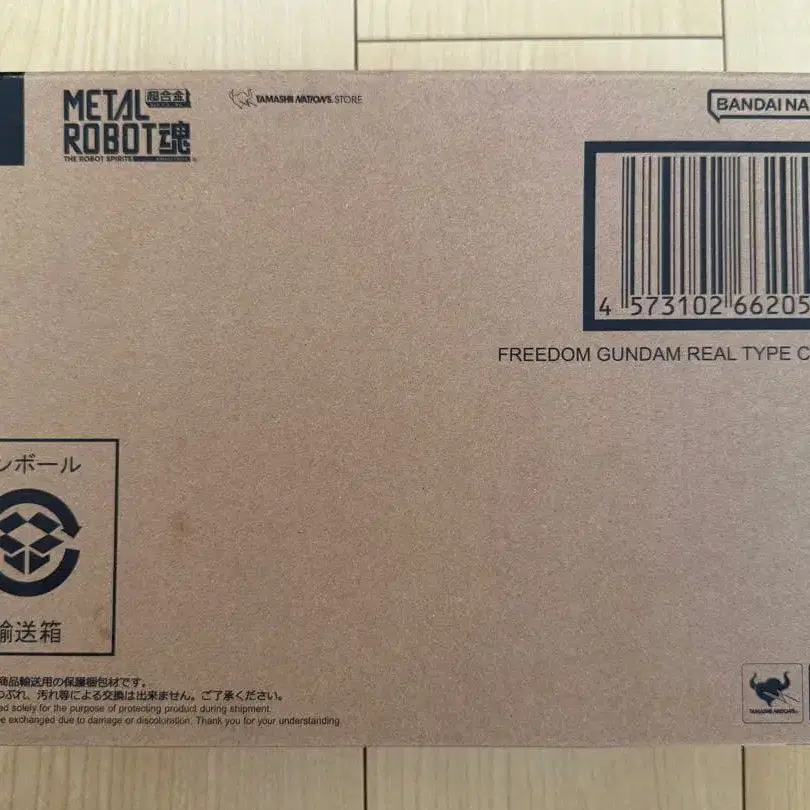 METAL 超合金
ROBOT魂
THE ROBOT SPIRITS
TAMASHII NATIONS STORE
BANDAI NA
4 573102 66205
FREEDOM GUNDAM REAL TYPE C
ンボール
輸送箱
商品輸送用の保護梱包材です。
つぶれ、汚れ等による交換は出来ません。ご了承ください。
ed solely for the purpose of protecting product during shipment.
be exchanged due to damage or discoloration. Thank you for your understanding.
TAMASHII NATIONS